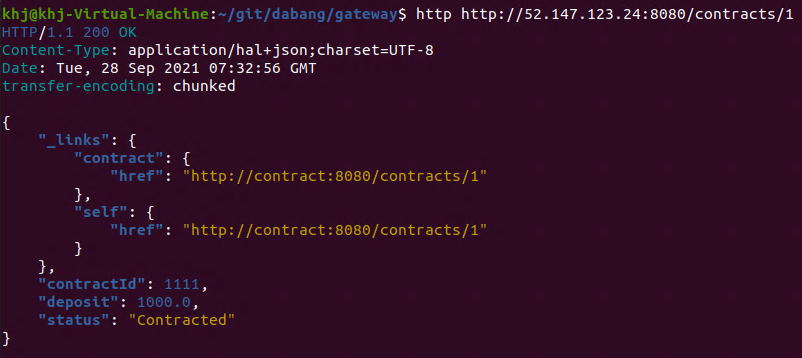 khj@khj-Virtual-Machine:~/git/dabang/gateway$ http http://52.147.123.24:8080/contracts/1
HTTP/1.1 200 OK
Content-Type: application/hal+json;charset=UTF-8
Date: Tue, 28 Sep 2021 07:32:56 GMT
transfer-encoding: chunked

{
    "_links": {
        "contract": {
            "href": "http://contract:8080/contracts/1"
        },
        "self": {
            "href": "http://contract:8080/contracts/1"
        }
    },
    "contractId": 1111,
    "deposit": 1000.0,
    "status": "Contracted"
}